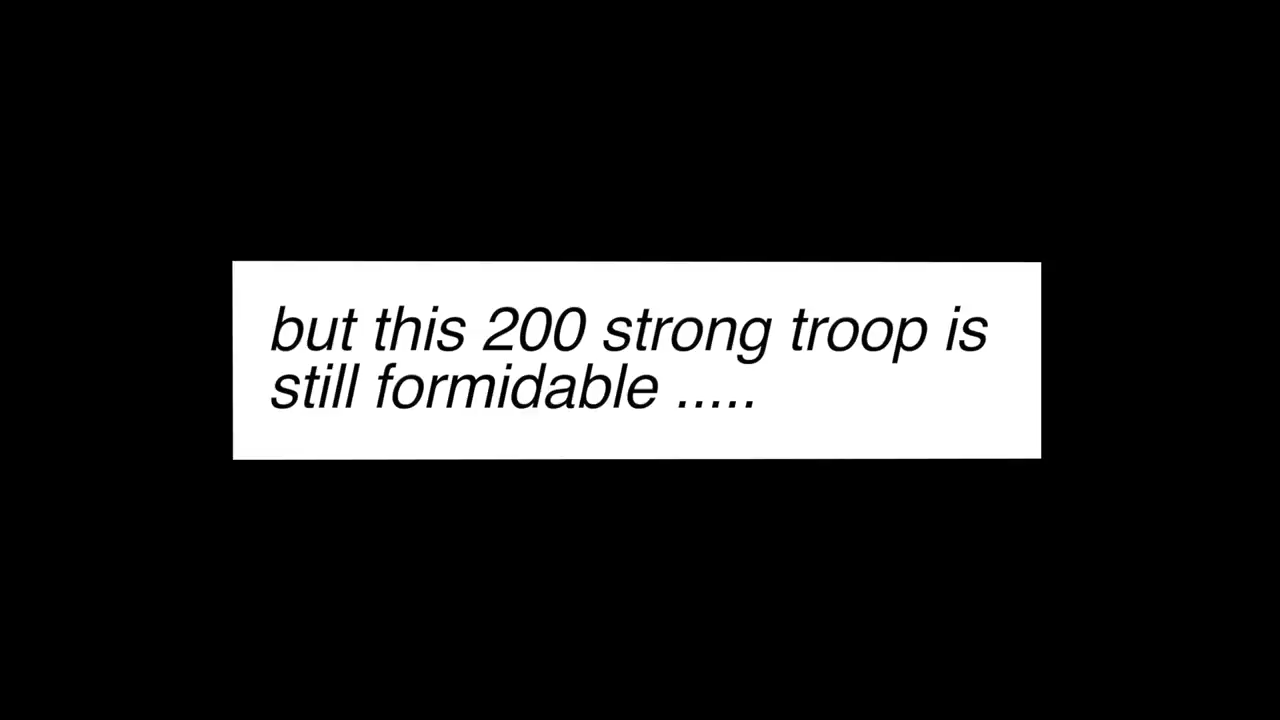 but this 200 strong troop is
still formidable .....